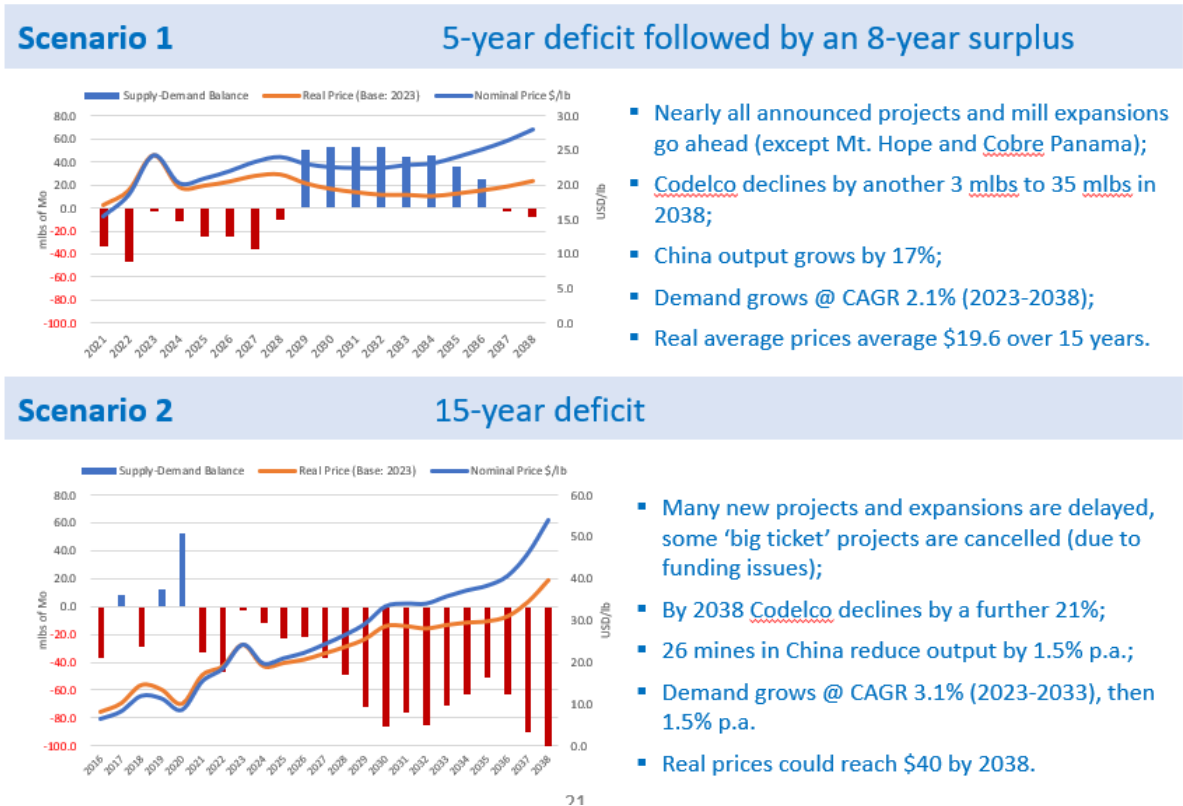 Scenario 1
5-year deficit followed by an 8-year surplus
Supply-Demand Balance
Real Price (Base: 2023)
Nominal Price $/lb
80.0
60.0
40.0
20.0
0.0
-20.0
-40.0
-60.0
-80.0
-100.0
mlbs of Mo
30.0
25.0
20.0
15.0
10.0
5.0
0.0
USD/lb
2021
2022
2023
2024
2025
2026
2027
2028
2029
2030
2031
2032
2033
2034
2035
2036
2037
2038
▪ Nearly all announced projects and mill expansions
go ahead (except Mt. Hope and Cobre Panama);
▪ Codelco declines by another 3 mlbs to 35 mlbs in
2038;
▪ China output grows by 17%;
▪ Demand grows @ CAGR 2.1% (2023-2038);
▪ Real average prices average $19.6 over 15 years.
Scenario 2
15-year deficit
Supply-Demand Balance
Real Price (Base: 2023)
Nominal Price $/lb
80.0
60.0
40.0
20.0
0.0
-20.0
-40.0
-60.0
-80.0
-100.0
mlbs of Mo
60.0
50.0
40.0
30.0
20.0
10.0
0.0
USD/lb
2016
2017
2018
2019
2020
2021
2022
2023
2024
2025
2026
2027
2028
2029
2030
2031
2032
2033
2034
2035
2036
2037
2038
▪ Many new projects and expansions are delayed,
some ‘big ticket’ projects are cancelled (due to
funding issues);
▪ By 2038 Codelco declines by a further 21%;
▪ 26 mines in China reduce output by 1.5% p.a.;
▪ Demand grows @ CAGR 3.1% (2023-2033), then
1.5% p.a.
▪ Real prices could reach $40 by 2038.
21